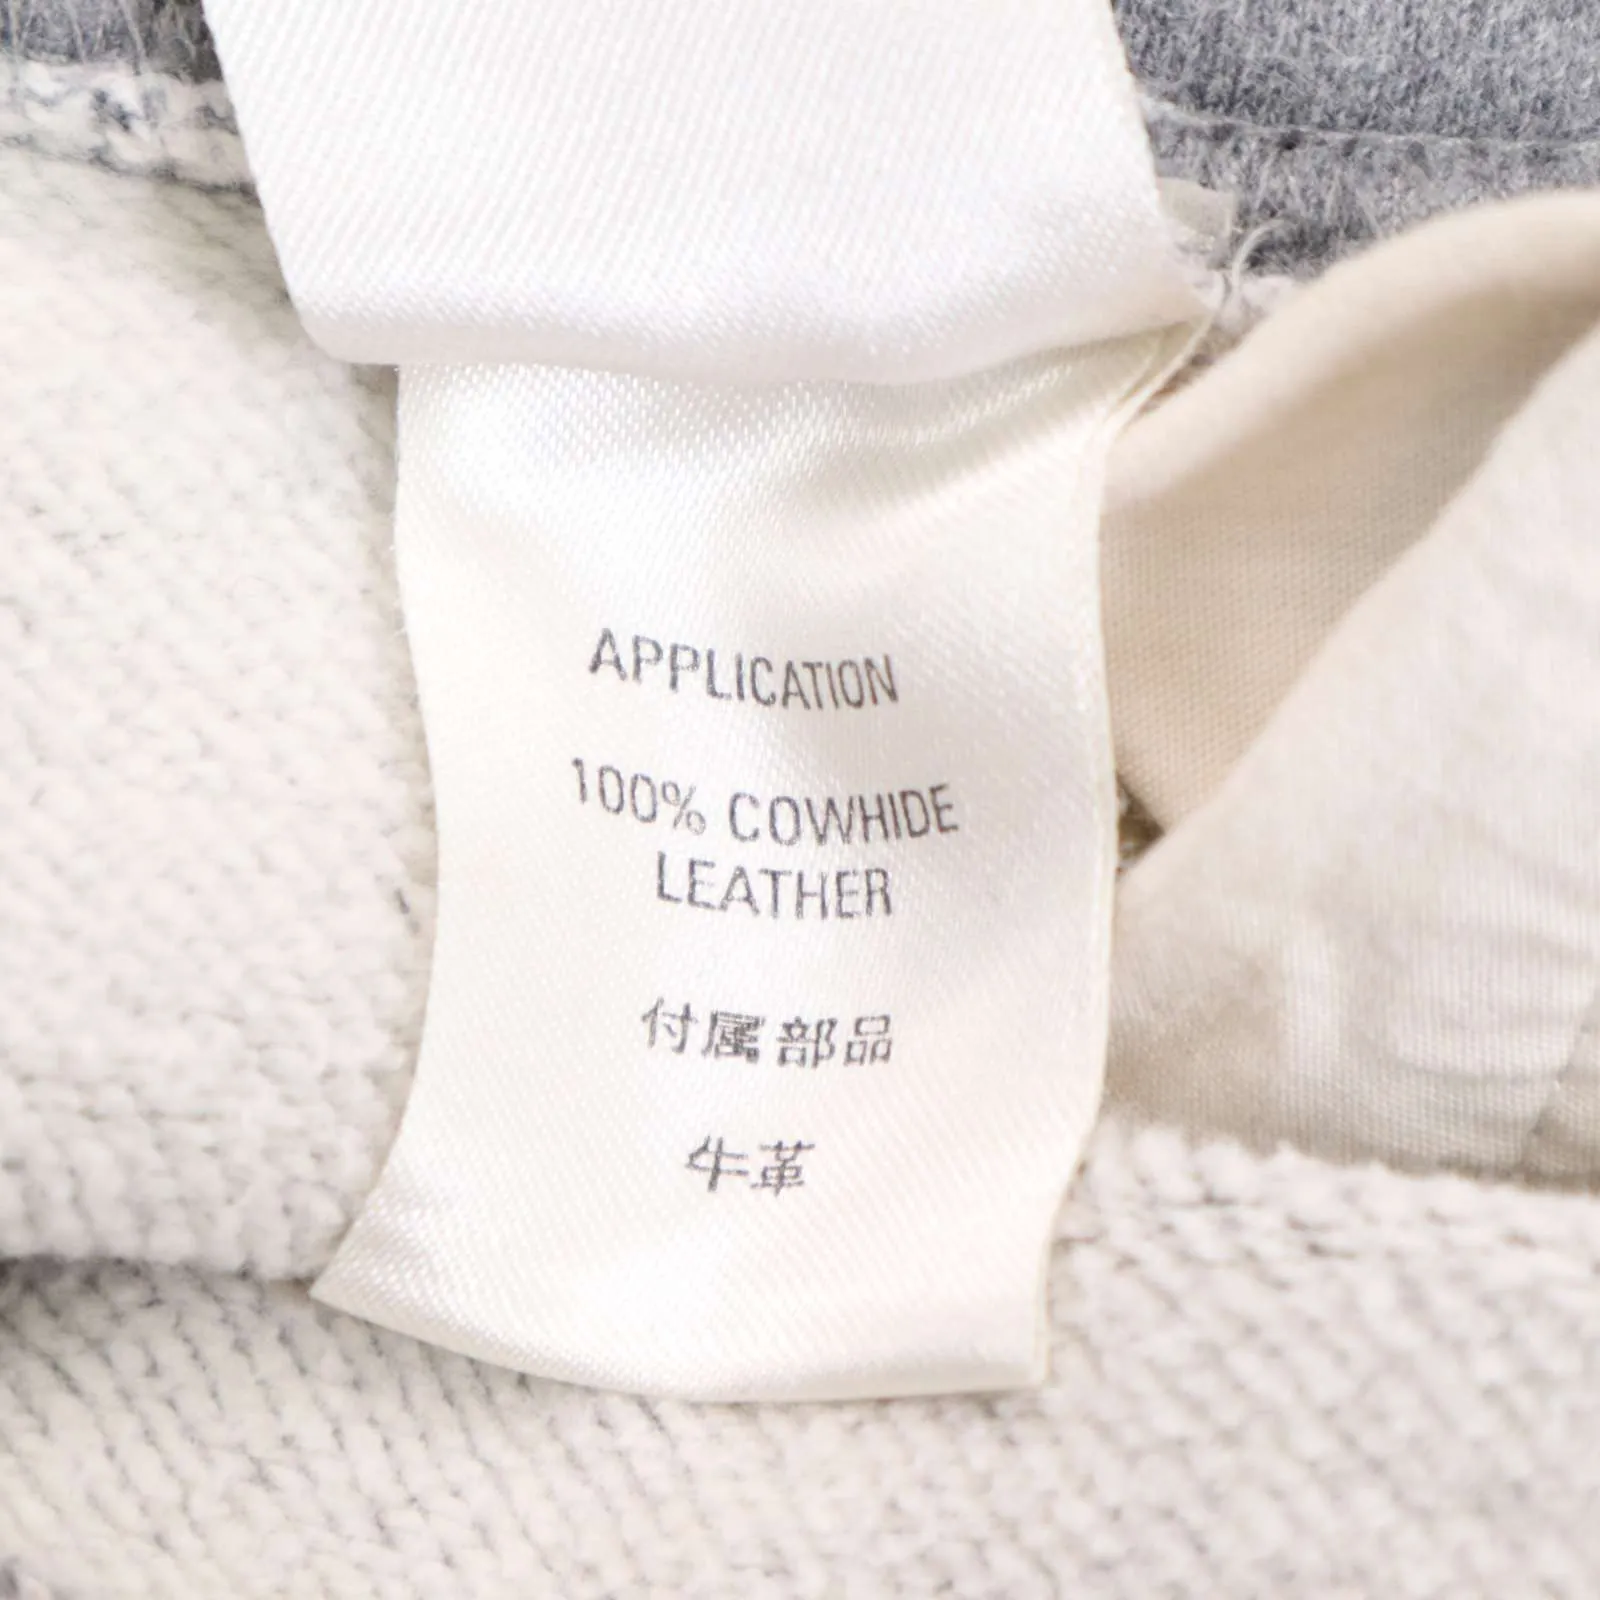 APPLICATION
100% COWHIDE
LEATHER
付属部品
牛革